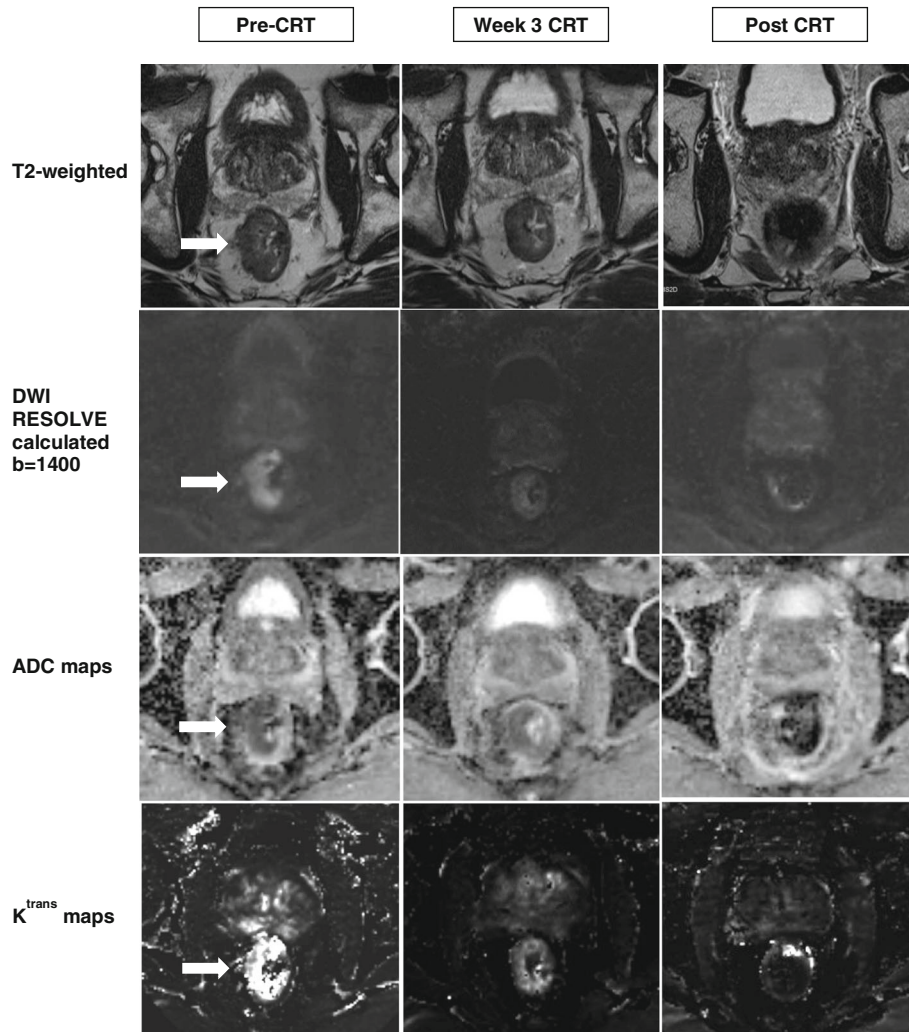 Pre-CRT
Week 3 CRT
Post CRT
T2-weighted
DWI
RESOLVE
calculated
b=1400
ADC maps
K^trans maps